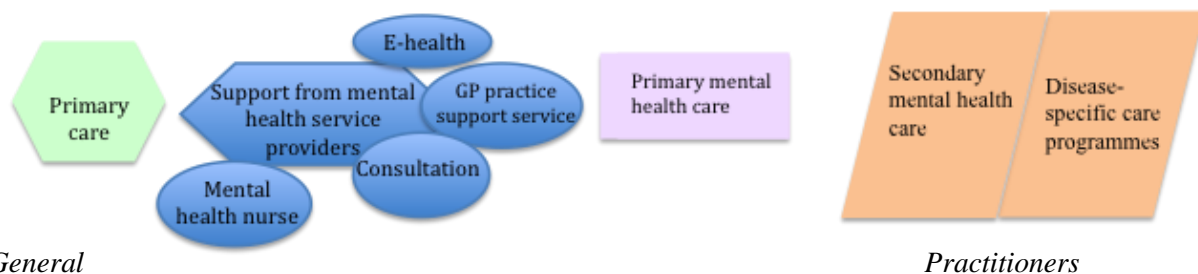 Primary
care
Support from mental
health service
providers
E-health
GP practice
support service
Consultation
Mental
health nurse
Primary mental
health care
Secondary
mental health
care
Disease-
specific care
programmes
General
Practitioners